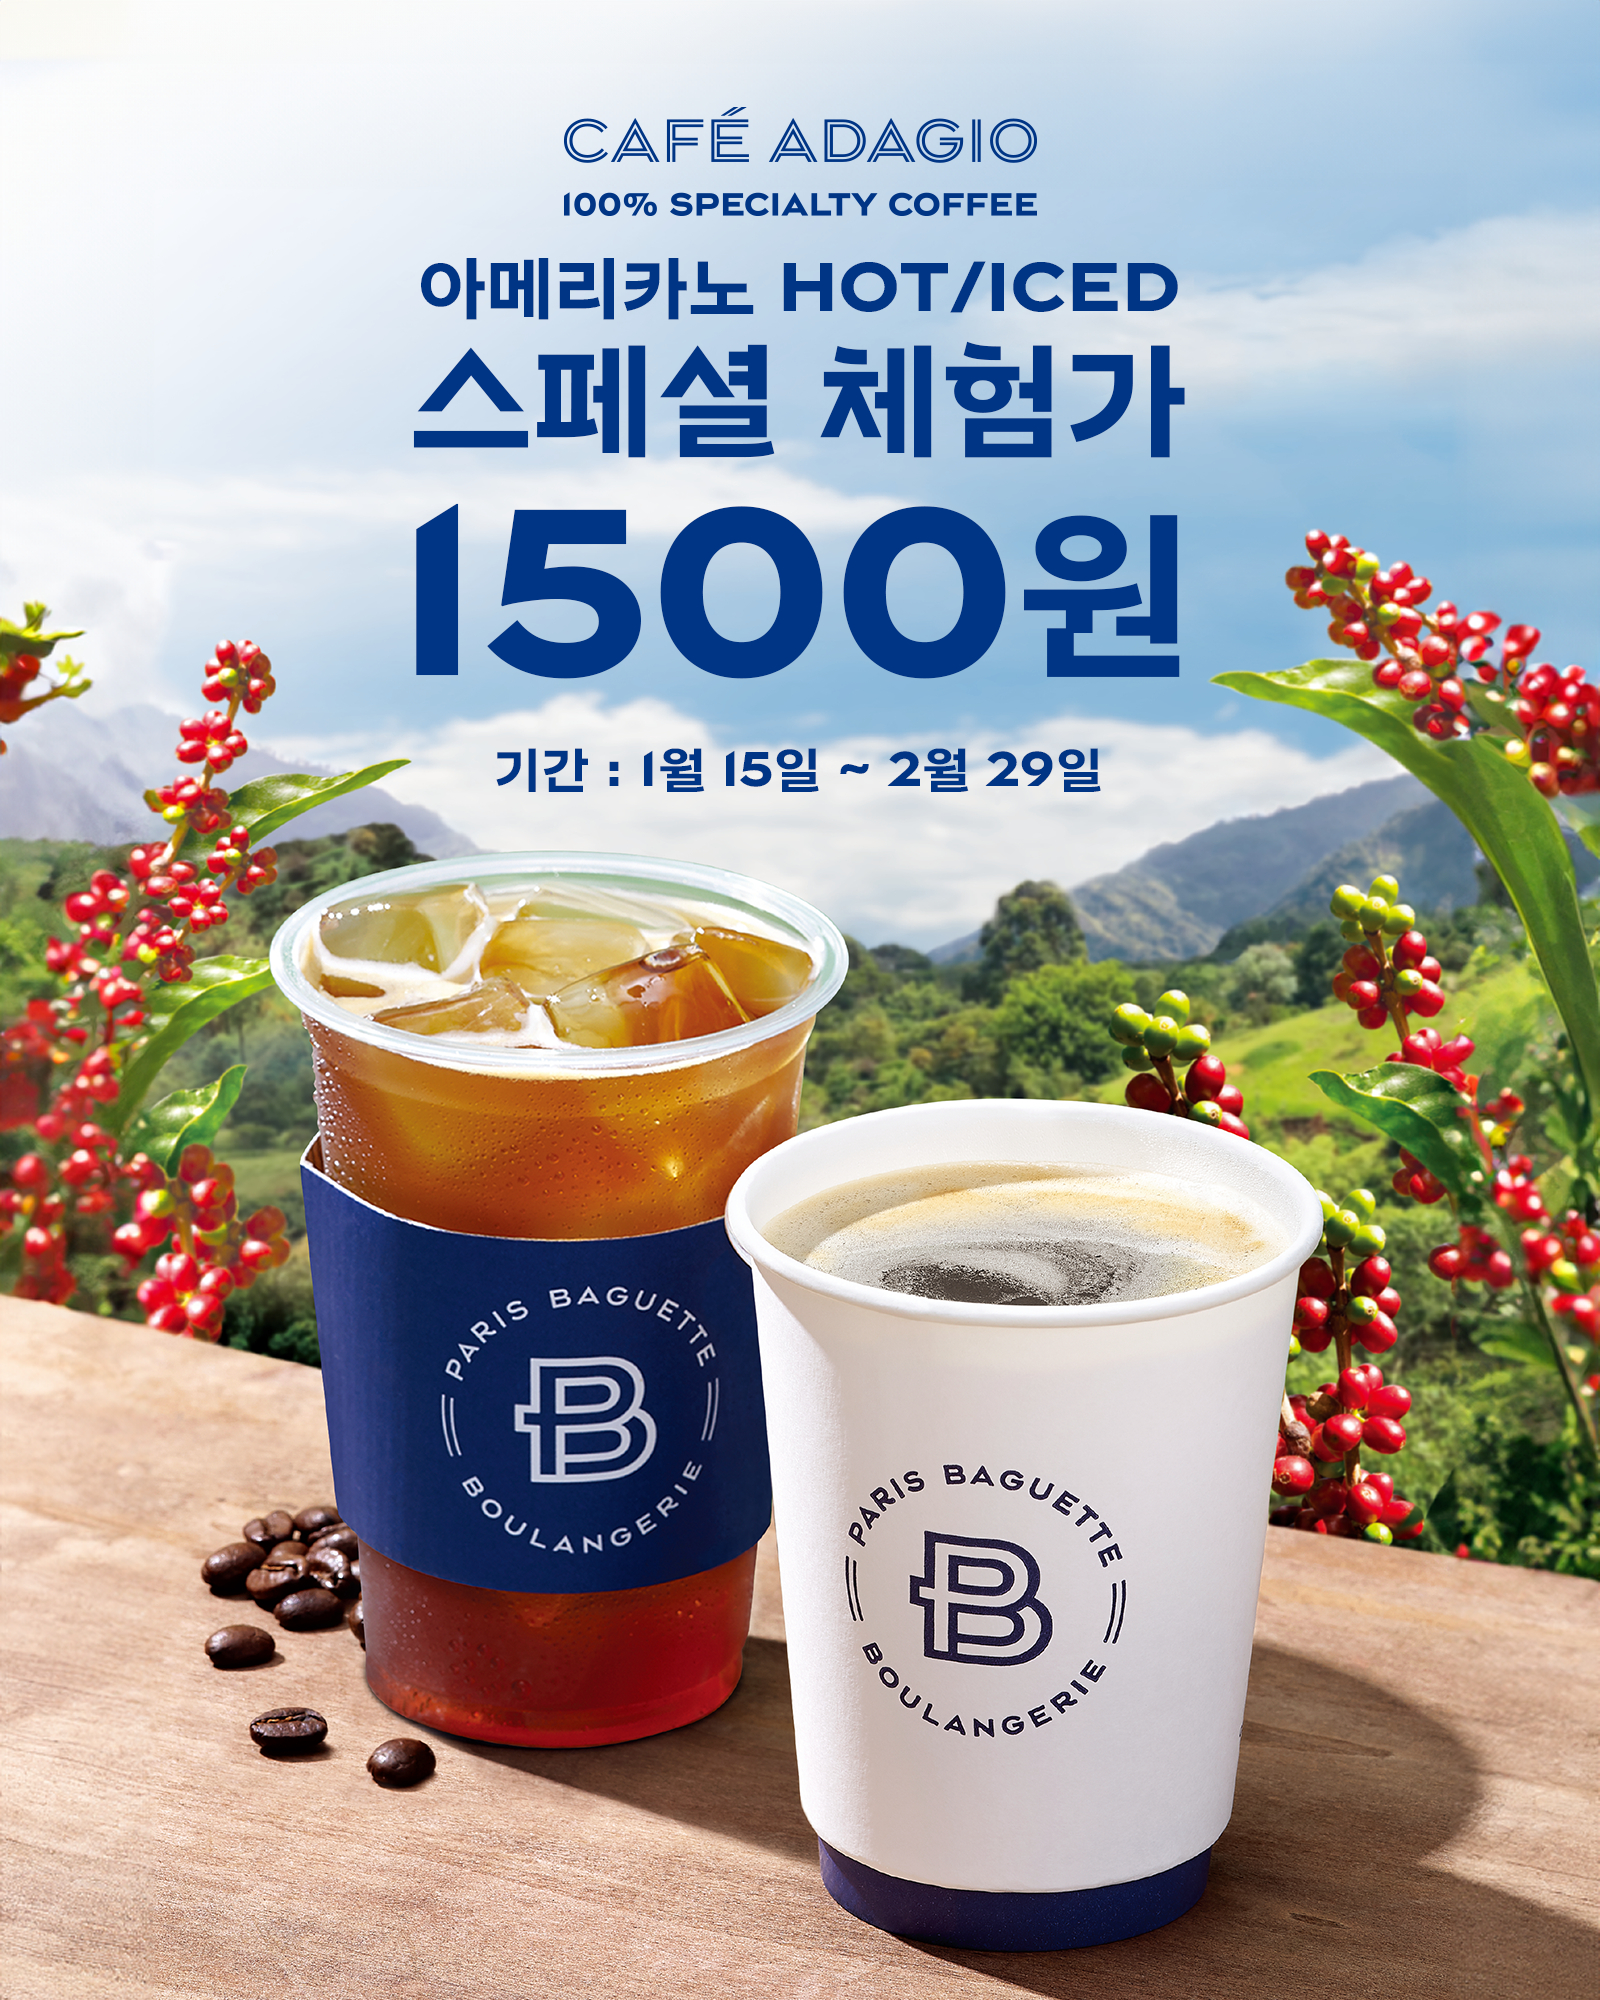 CAFÉ ADAGIO
100% SPECIALTY COFFEE
아메리카노 HOT/ICED
스페셜 체험가
1500원
기간 : 1월 15일 ~ 2월 29일
PARIS BAGUETTE
B
BOULANGERIE
PARIS BAGUETTE
B
BOULANGERIE